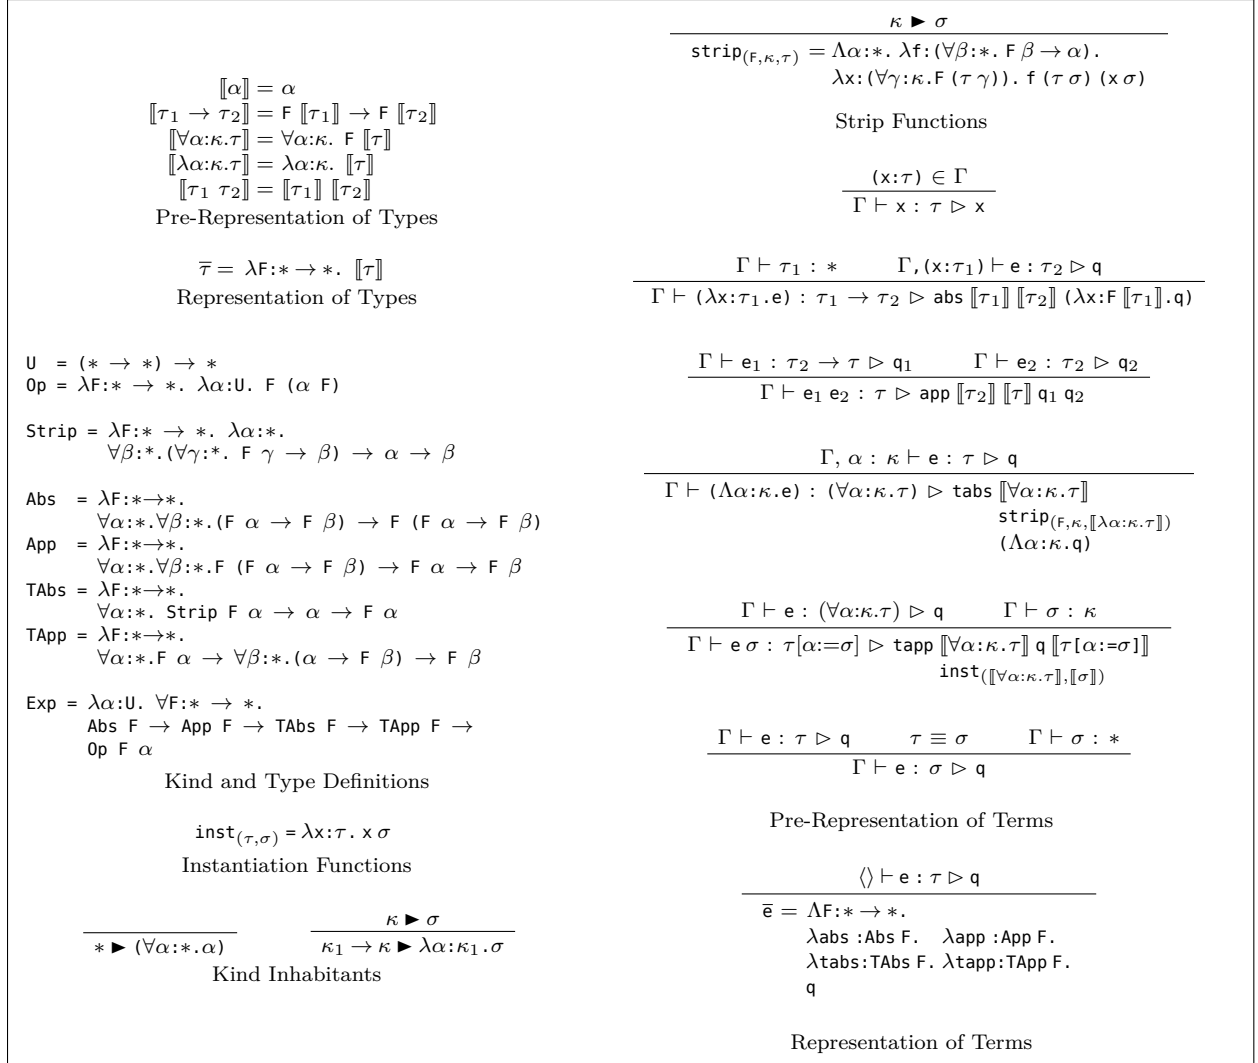 ⟦α⟧ = α
⟦τ₁ → τ₂⟧ = F ⟦τ₁⟧ → F ⟦τ₂⟧
⟦∀α:κ.τ⟧ = ∀α:κ. F ⟦τ⟧
⟦λα:κ.τ⟧ = λα:κ. ⟦τ⟧
⟦τ₁ τ₂⟧ = ⟦τ₁⟧ ⟦τ₂⟧
Pre-Representation of Types
τ̅ = λF:∗ → ∗. ⟦τ⟧
Representation of Types
U = (∗ → ∗) → ∗
Op = λF:∗ → ∗. λα:U. F (α F)
Strip = λF:∗ → ∗. λα:∗.
∀β:∗.(∀γ:∗. F γ → β) → α → β
Abs = λF:∗→∗.
∀α:∗.∀β:∗.(F α → F β) → F (F α → F β)
App = λF:∗→∗.
∀α:∗.∀β:∗.F (F α → F β) → F α → F β
TAbs = λF:∗→∗.
∀α:∗. Strip F α → α → F α
TApp = λF:∗→∗.
∀α:∗.F α → ∀β:∗.(α → F β) → F β
Exp = λα:U. ∀F:∗ → ∗.
Abs F → App F → TAbs F → TApp F →
Op F α
Kind and Type Definitions
inst₍τ,σ₎ = λx:τ. x σ
Instantiation Functions
∗ ► (∀α:∗.α)
κ ► σ
κ₁ → κ ► λα:κ₁.σ
Kind Inhabitants
κ ► σ
strip₍F,κ,τ₎ = Λα:∗. λf:(∀β:∗. F β → α).
λx:(∀γ:κ.F (τ γ)). f (τ σ) (x σ)
Strip Functions
(x:τ) ∈ Γ
Γ ⊢ x : τ ▷ x
Γ ⊢ τ₁ : ∗ Γ,(x:τ₁) ⊢ e : τ₂ ▷ q
Γ ⊢ (λx:τ₁.e) : τ₁ → τ₂ ▷ abs ⟦τ₁⟧ ⟦τ₂⟧ (λx:F ⟦τ₁⟧.q)
Γ ⊢ e₁ : τ₂ → τ ▷ q₁ Γ ⊢ e₂ : τ₂ ▷ q₂
Γ ⊢ e₁ e₂ : τ ▷ app ⟦τ₂⟧ ⟦τ⟧ q₁ q₂
Γ, α : κ ⊢ e : τ ▷ q
Γ ⊢ (Λα:κ.e) : (∀α:κ.τ) ▷ tabs ⟦∀α:κ.τ⟧
strip₍F,κ,⟦λα:κ.τ⟧₎
(Λα:κ.q)
Γ ⊢ e : (∀α:κ.τ) ▷ q Γ ⊢ σ : κ
Γ ⊢ e σ : τ[α:=σ] ▷ tapp ⟦∀α:κ.τ⟧ q ⟦τ[α:=σ]⟧
inst₍⟦∀α:κ.τ⟧,⟦σ⟧₎
Γ ⊢ e : τ ▷ q τ ≡ σ Γ ⊢ σ : ∗
Γ ⊢ e : σ ▷ q
Pre-Representation of Terms
⟨⟩ ⊢ e : τ ▷ q
e̅ = ΛF:∗ → ∗.
λabs :Abs F. λapp :App F.
λtabs:TAbs F. λtapp:TApp F.
q
Representation of Terms